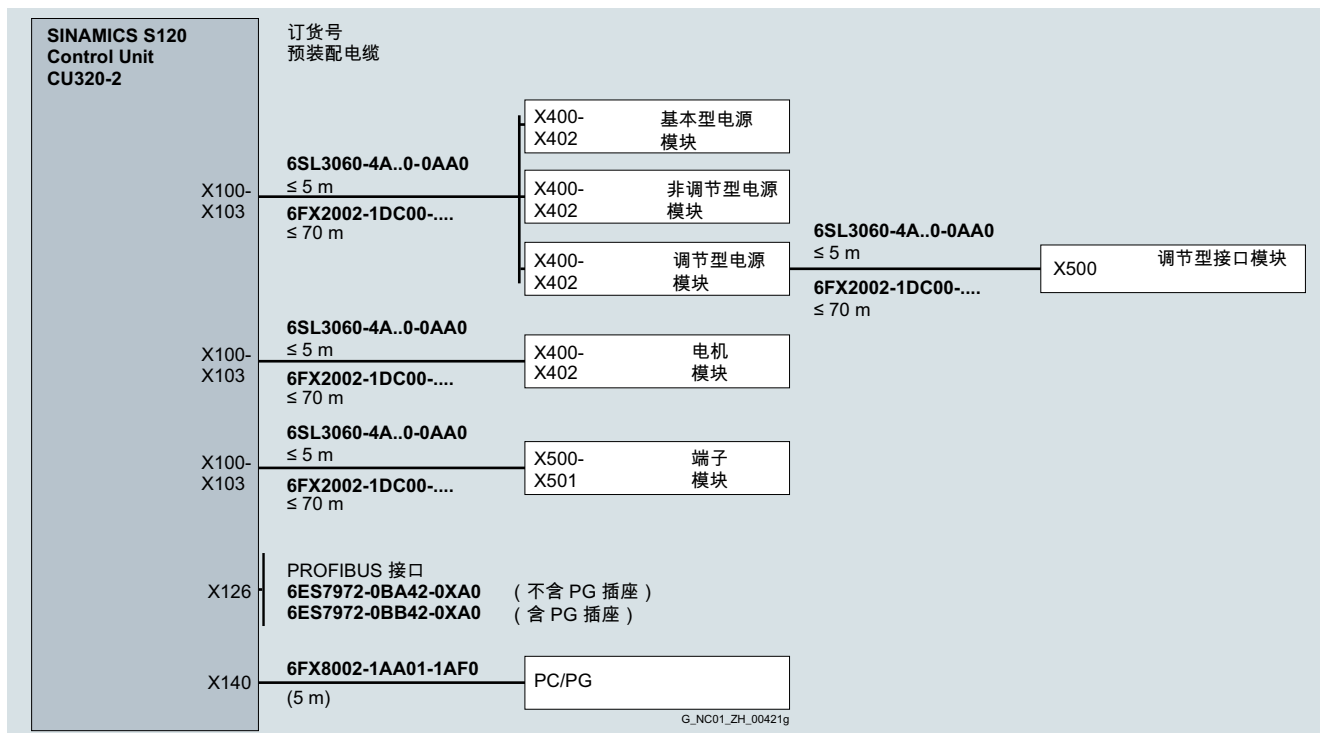 SINAMICS S120
Control Unit
CU320-2
订货号
预装配电缆
X400-
X402
基本型电源
模块
6SL3060-4A..0-0AA0
≤ 5 m
X100-
X103
6FX2002-1DC00-....
≤ 70 m
X400-
X402
非调节型电源
模块
X400-
X402
调节型电源
模块
6SL3060-4A..0-0AA0
≤ 5 m
6FX2002-1DC00-....
≤ 70 m
X500
调节型接口模块
6SL3060-4A..0-0AA0
≤ 5 m
X100-
X103
6FX2002-1DC00-....
≤ 70 m
X400-
X402
电机
模块
6SL3060-4A..0-0AA0
≤ 5 m
X100-
X103
6FX2002-1DC00-....
≤ 70 m
X500-
X501
端子
模块
X126
PROFIBUS 接口
6ES7972-0BA42-0XA0 ( 不含 PG 插座 )
6ES7972-0BB42-0XA0 ( 含 PG 插座 )
X140
6FX8002-1AA01-1AF0
(5 m)
PC/PG
G_NC01_ZH_00421g